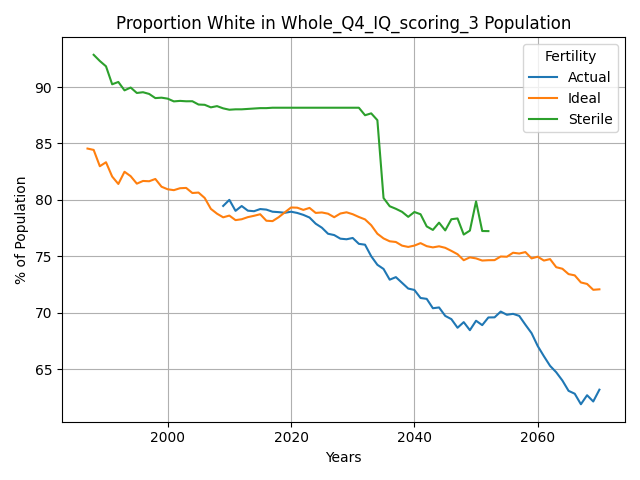 Proportion White in Whole_Q4_IQ_scoring_3 Population
% of Population
90
85
80
75
70
65
Fertility
Actual
Ideal
Sterile
2000
2020
2040
2060
Years